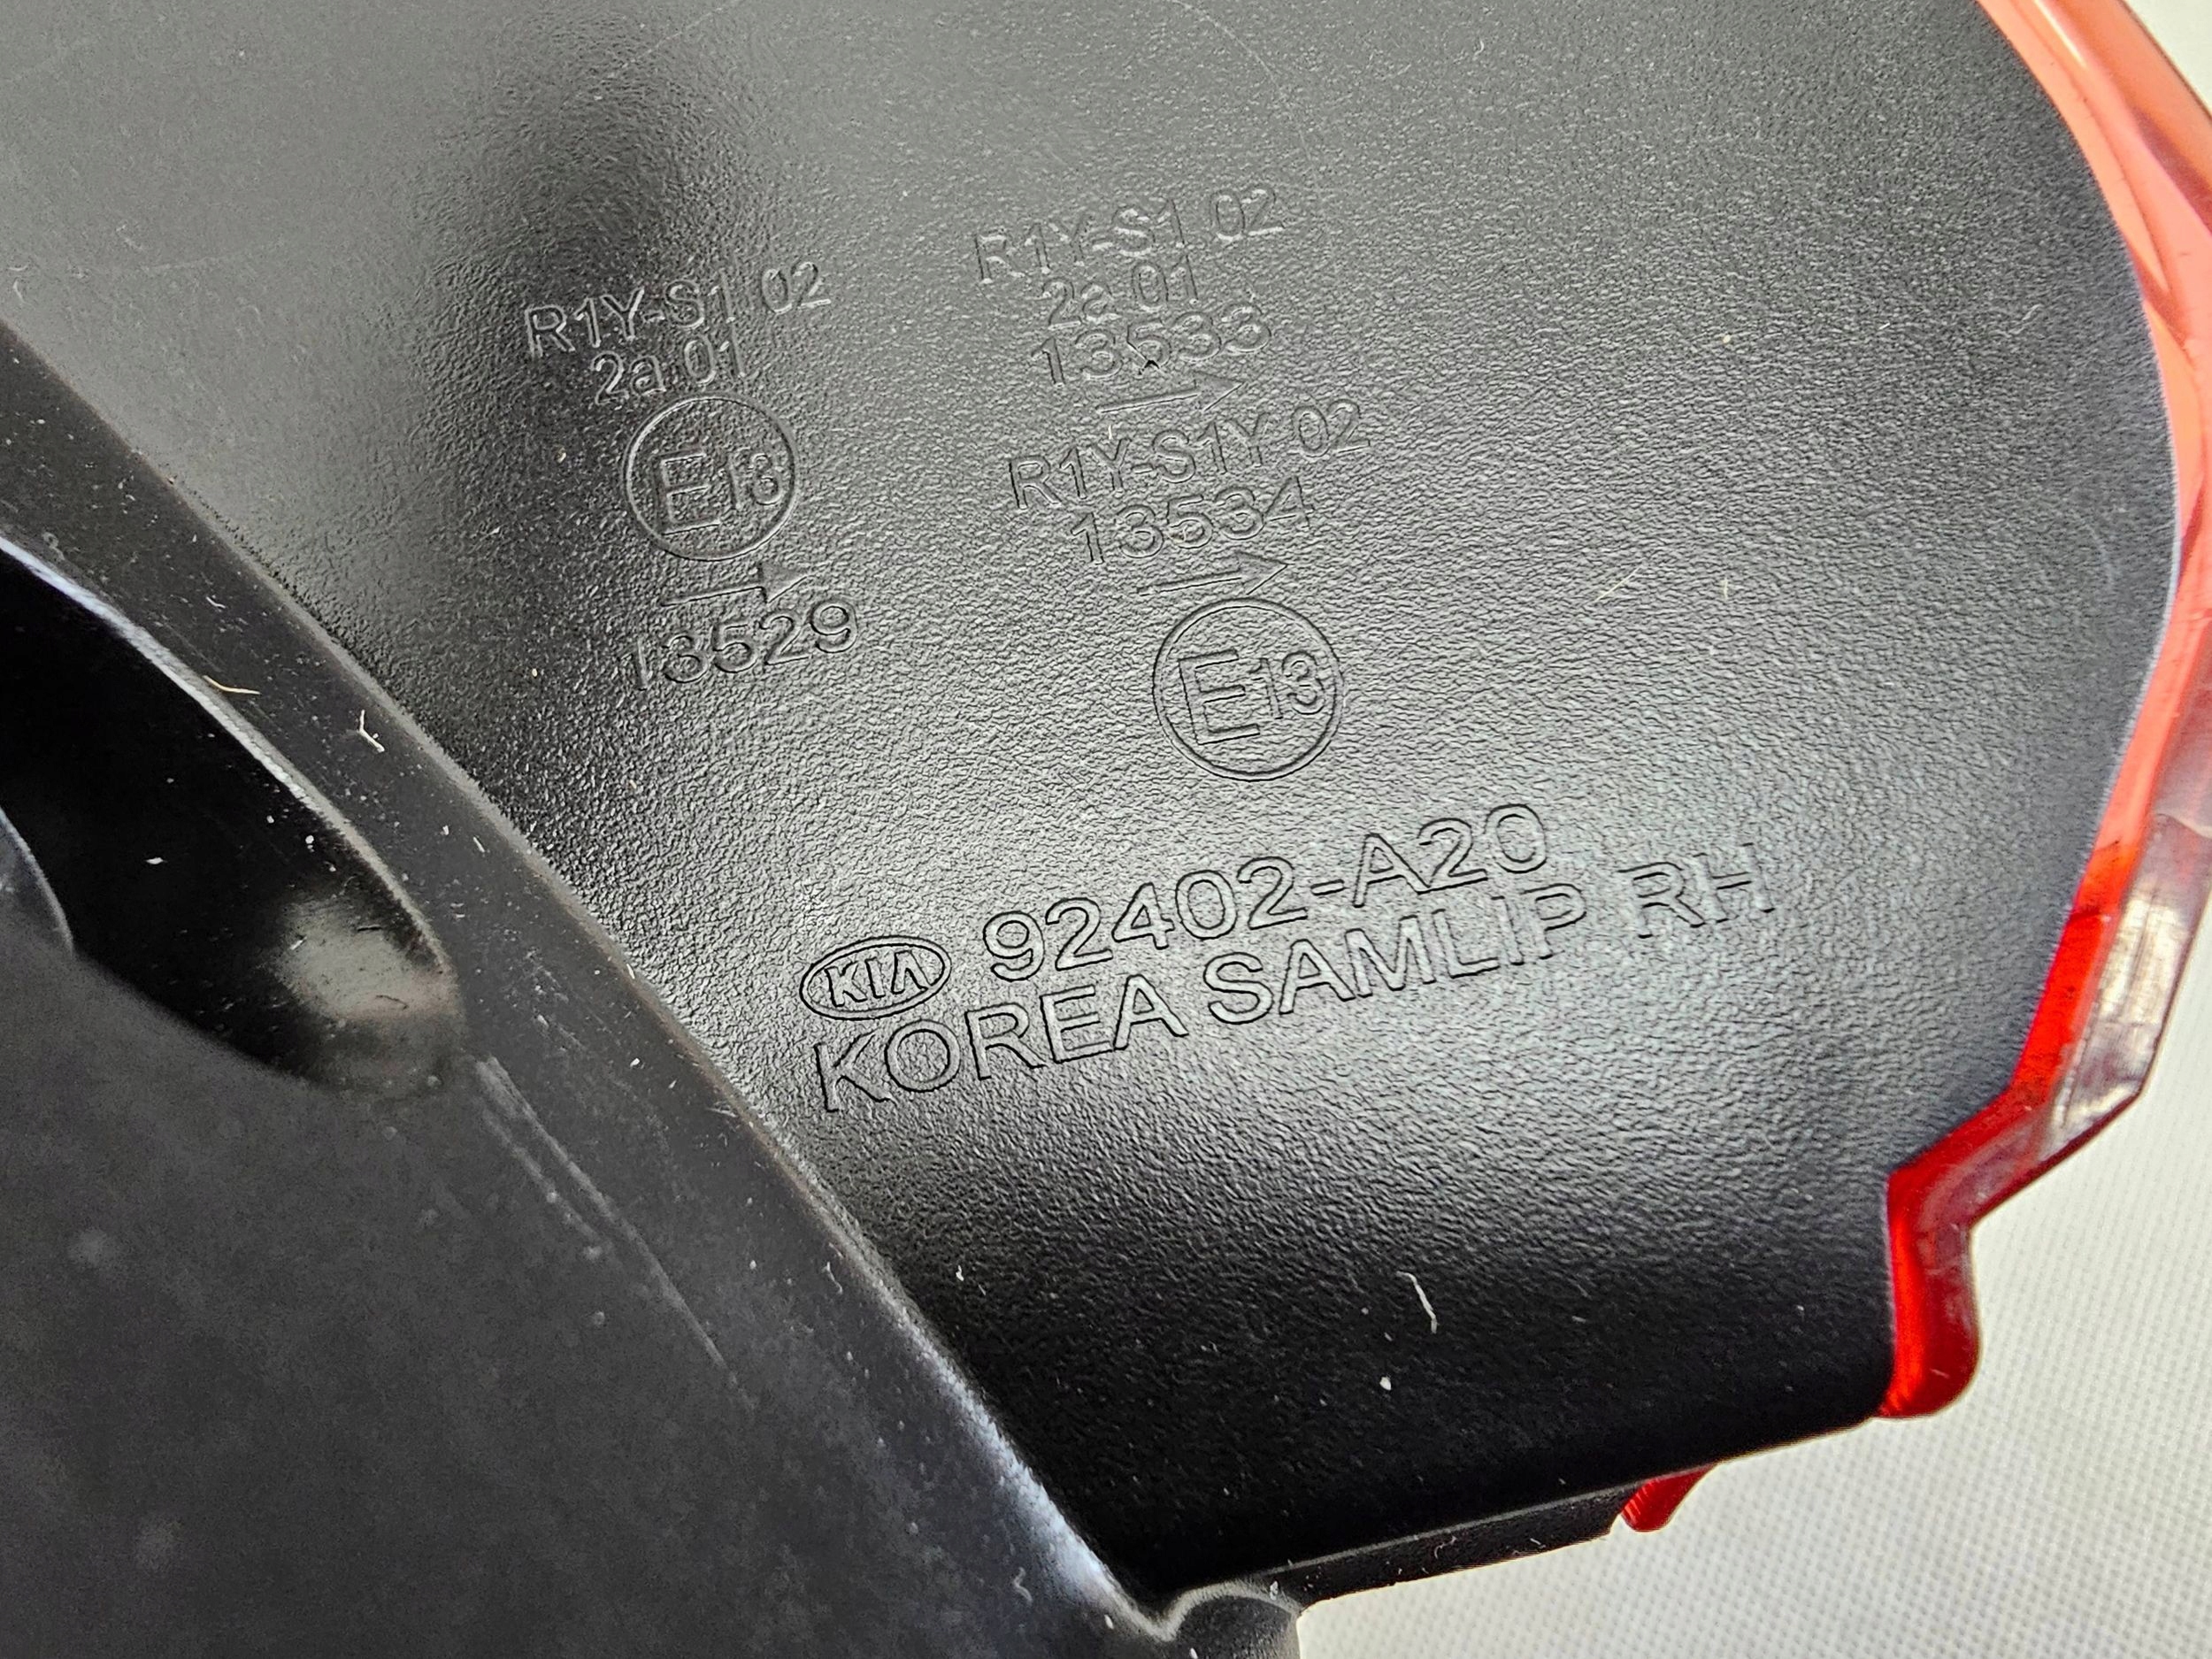 R1Y-S1 02
2a 01
E13
13529
R1Y-S1 02
2a 01
13533
R1Y-S1Y 02
13534
E13
KIA 92402-A20
KOREA SAMLIP RH